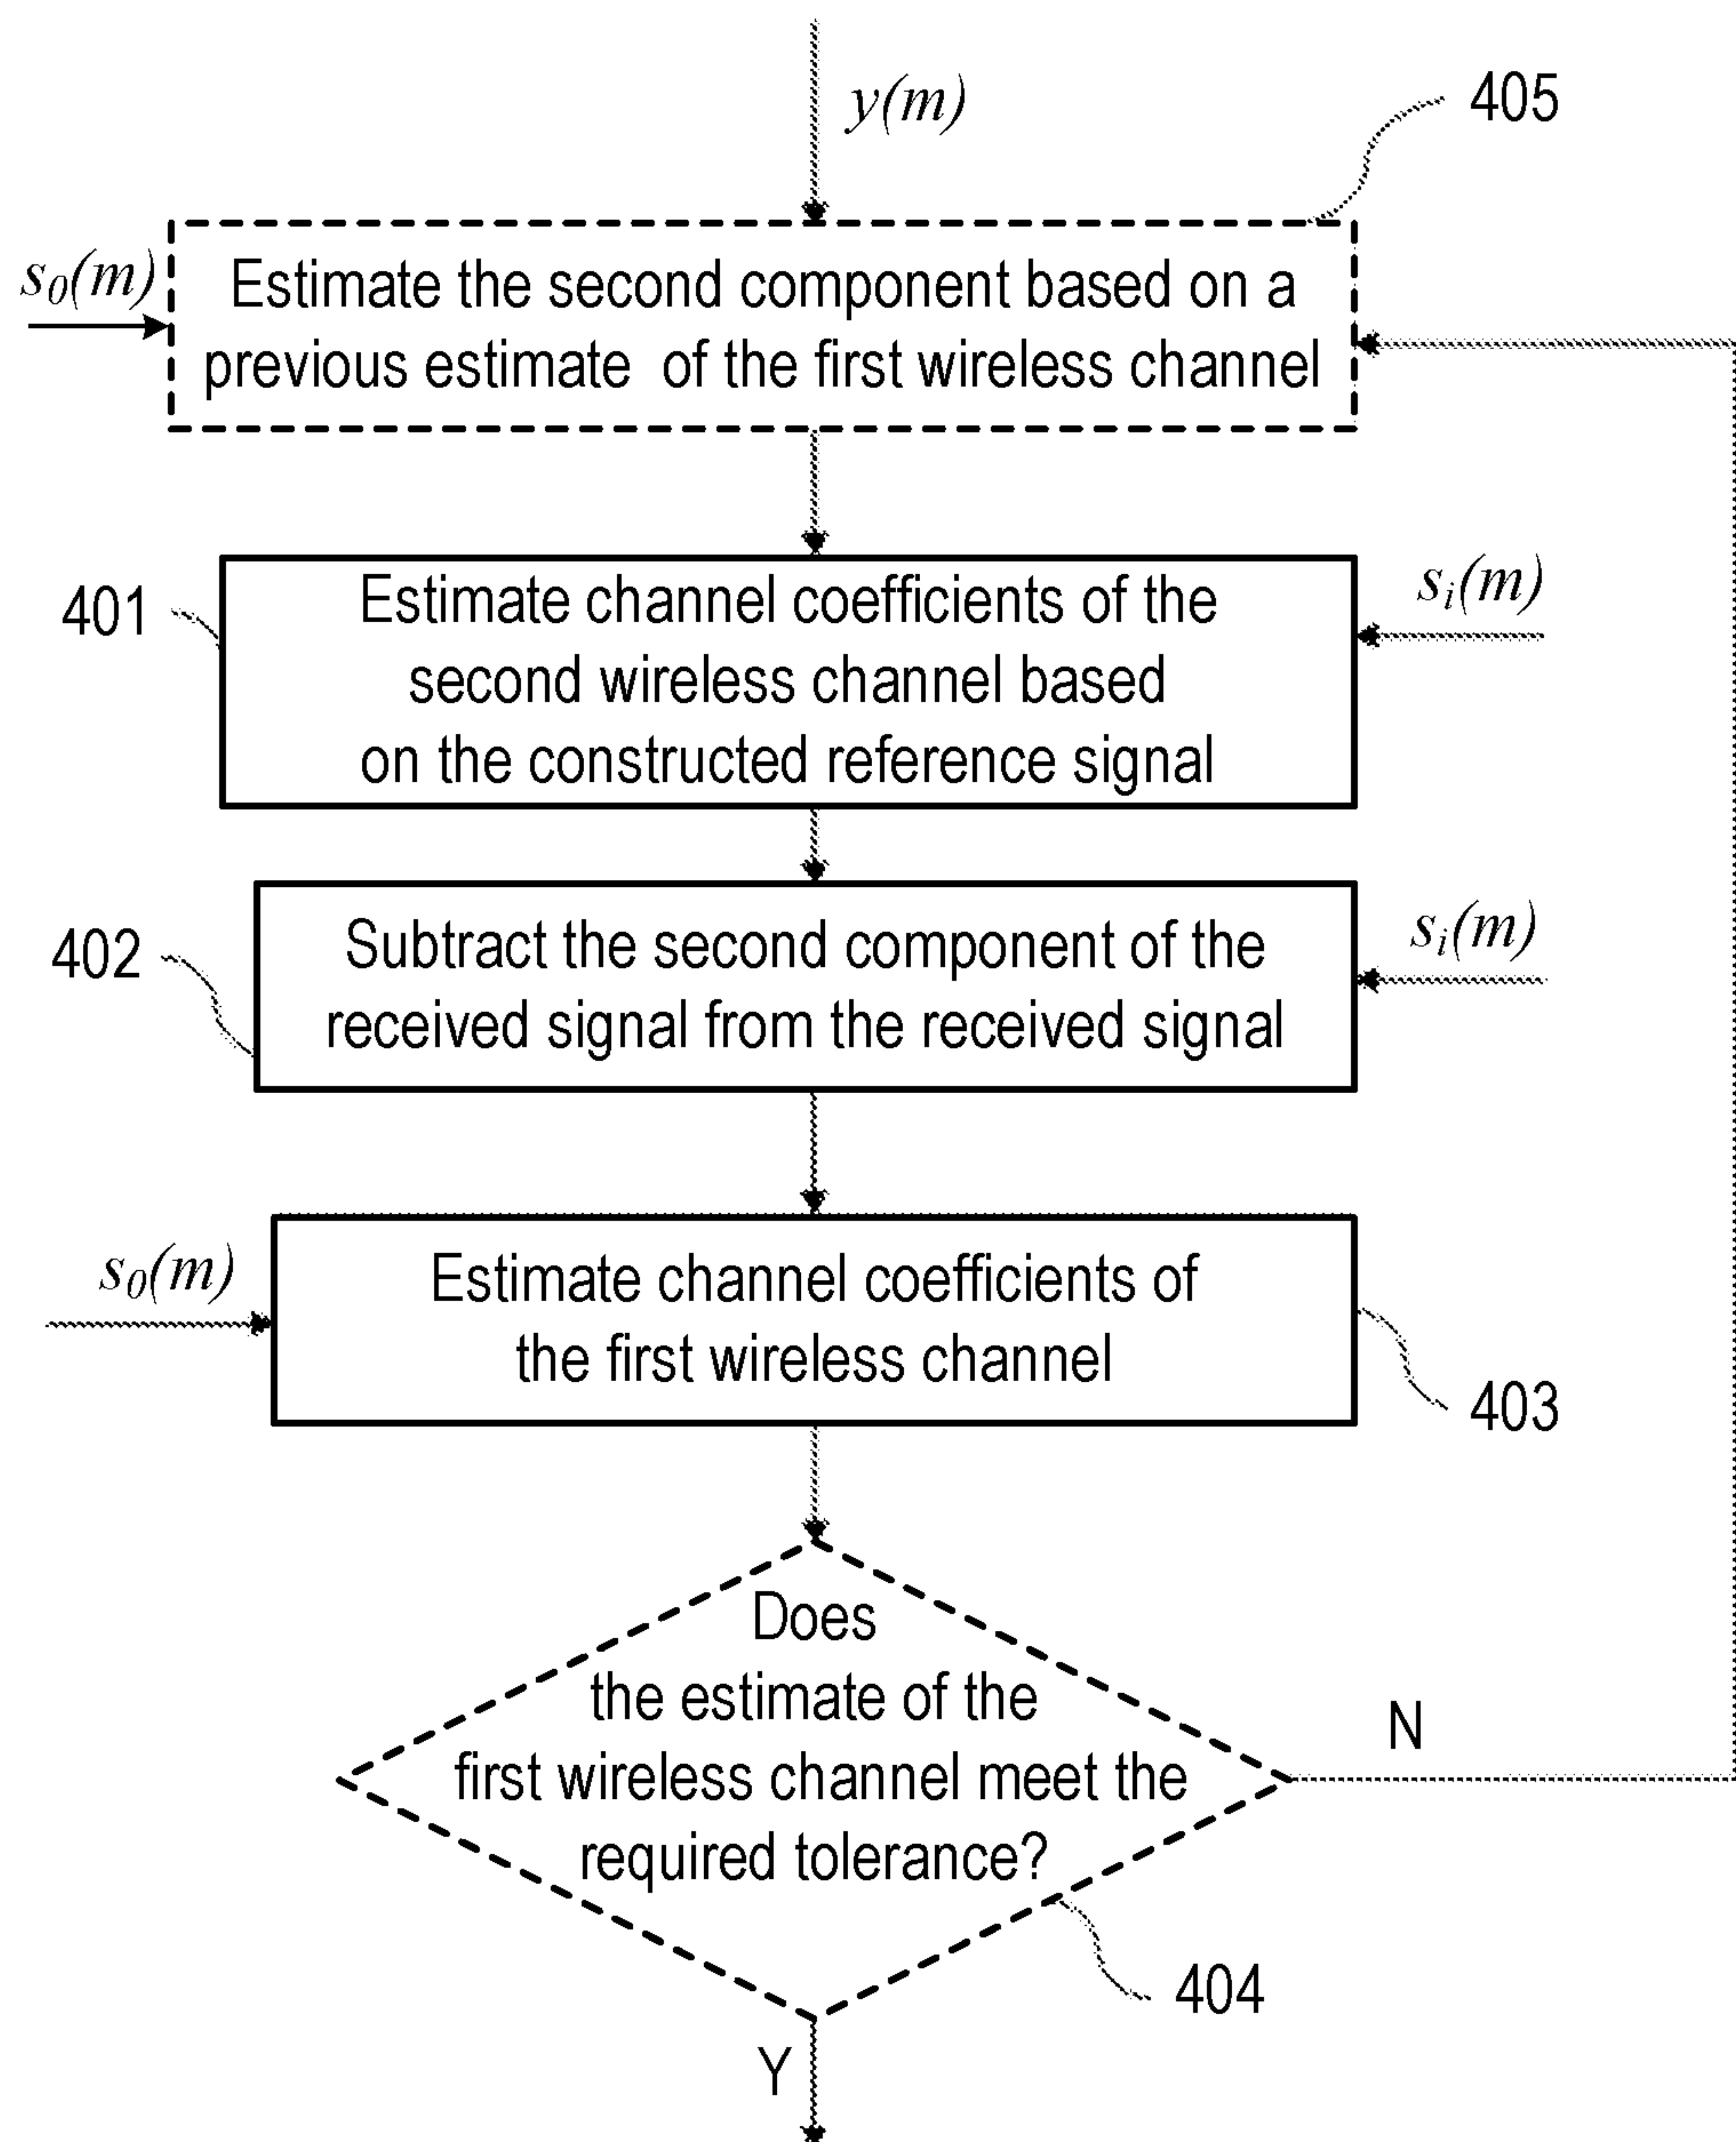 y(m)
405
s0(m)
Estimate the second component based on a
previous estimate of the first wireless channel
401
Estimate channel coefficients of the
second wireless channel based
on the constructed reference signal
si(m)
402
Subtract the second component of the
received signal from the received signal
si(m)
s0(m)
Estimate channel coefficients of
the first wireless channel
403
Does
the estimate of the
first wireless channel meet the
required tolerance?
N
404
Y